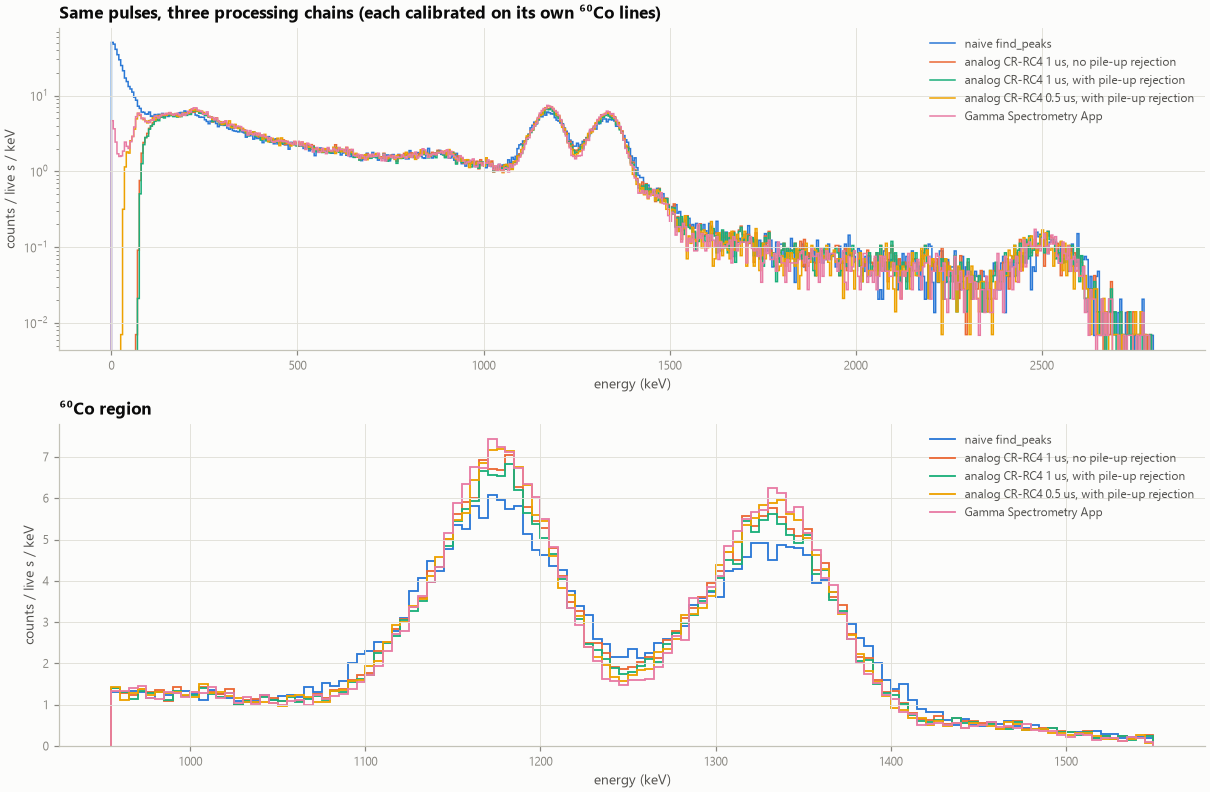 Same pulses, three processing chains (each calibrated on its own ⁶⁰Co lines)
naive find_peaks
analog CR-RC4 1 us, no pile-up rejection
analog CR-RC4 1 us, with pile-up rejection
analog CR-RC4 0.5 us, with pile-up rejection
Gamma Spectrometry App
counts / live s / keV
10¹
10⁰
10⁻¹
10⁻²
0 500 1000 1500 2000 2500
energy (keV)
⁶⁰Co region
naive find_peaks
analog CR-RC4 1 us, no pile-up rejection
analog CR-RC4 1 us, with pile-up rejection
analog CR-RC4 0.5 us, with pile-up rejection
Gamma Spectrometry App
counts / live s / keV
7
6
5
4
3
2
1
0
1000 1100 1200 1300 1400 1500
energy (keV)